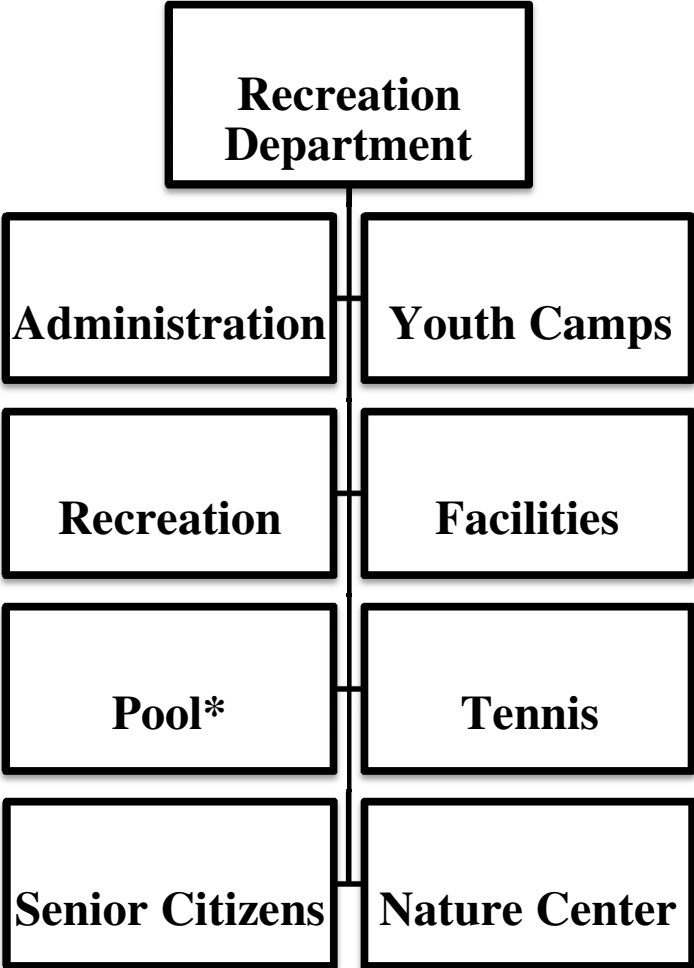 Recreation
Department
Administration
Youth Camps
Recreation
Facilities
Pool*
Tennis
Senior Citizens
Nature Center